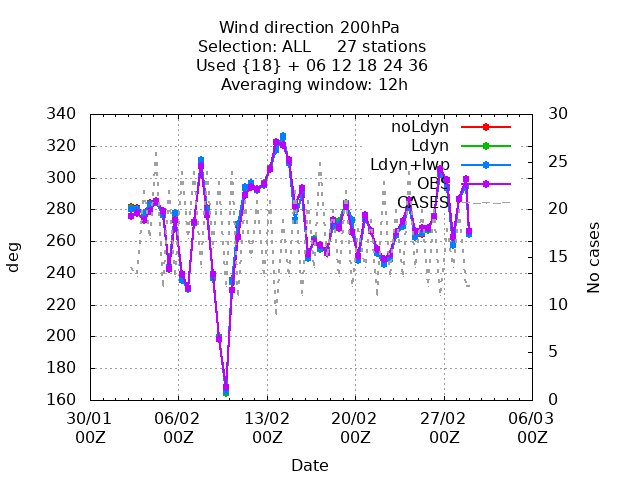 Wind direction 200hPa
Selection: ALL 27 stations
Used {18} + 06 12 18 24 36
Averaging window: 12h
340
320
300
280
260
240
220
200
180
160
30
25
20
15
10
5
0
noLdyn
Ldyn
Ldyn+lwp
OBS
CASES
deg
No cases
30/01 06/02 13/02 20/02 27/02 06/03
00Z 00Z 00Z 00Z 00Z 00Z
Date